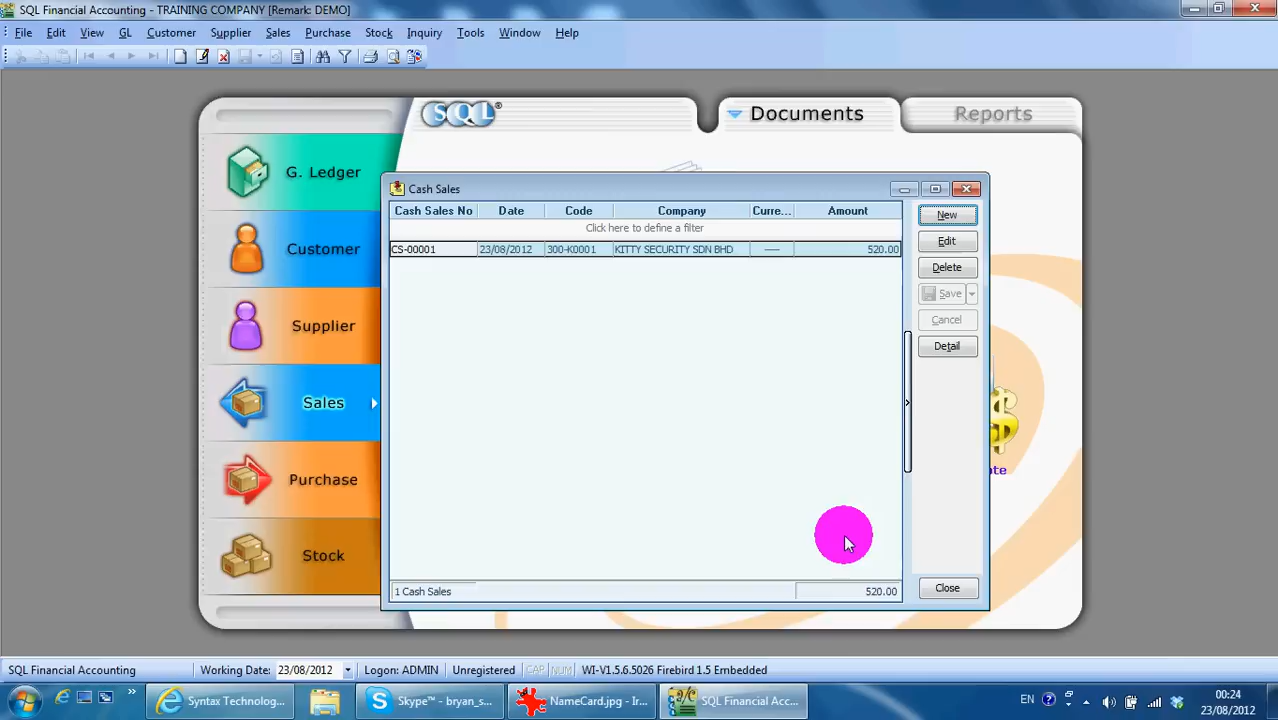 SQL Financial Accounting - TRAINING COMPANY [Remark: DEMO]
File Edit View GL Customer Supplier Sales Purchase Stock Inquiry Tools Window Help
SQL® Documents Reports
G. Ledger
Customer
Supplier
Sales
Purchase
Stock
Cash Sales
Cash Sales No Date Code Company Curre... Amount
Click here to define a filter
CS-00001 23/08/2012 300-K0001 KITTY SECURITY SDN BHD ---- 520.00
1 Cash Sales 520.00
New
Edit
Delete
Save
Cancel
Detail
Close
SQL Financial Accounting Working Date: 23/08/2012 Logon: ADMIN Unregistered CAP NUM WI-V1.5.6.5026 Firebird 1.5 Embedded
Syntax Technolog... Skype™ - bryan_s... NameCard.jpg - Ir... SQL Financial Acc... EN 00:24
23/08/2012